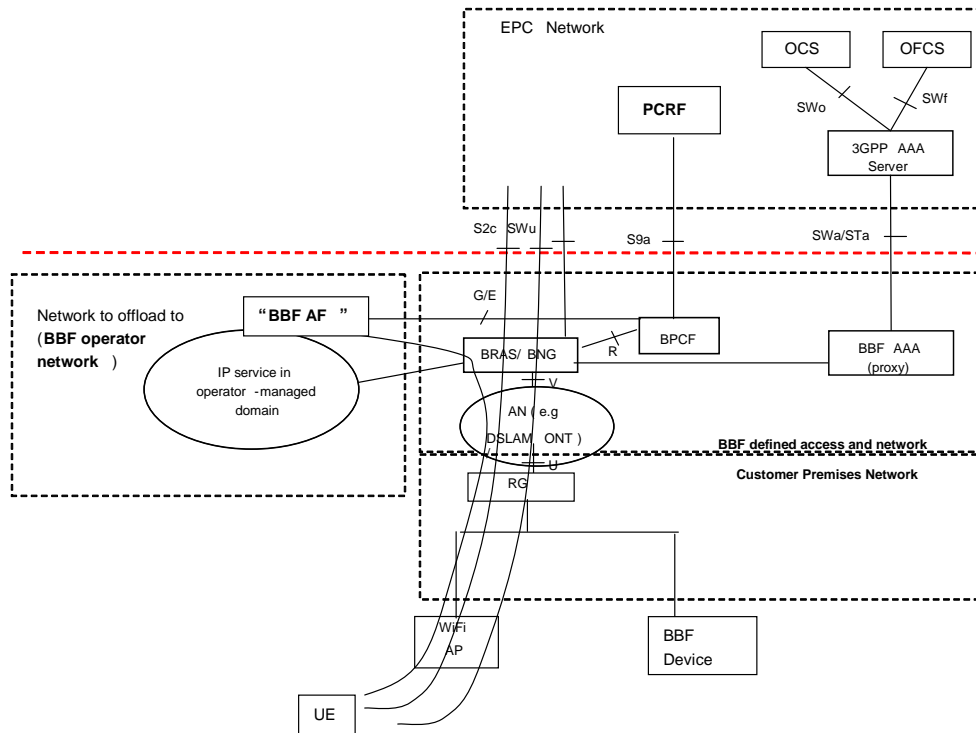 EPC Network
OCS
OFCS
SWo
SWf
PCRF
3GPP AAA
Server
S2c SWu
S9a
SWa/STa
G/E
Network to offload to
(BBF operator
network )
“BBF AF ”
BPCF
BRAS/ BNG
R
BBF AAA
(proxy)
IP service in
operator -managed
domain
V
AN ( e.g
DSLAM ONT )
BBF defined access and network
U
Customer Premises Network
RG
WiFi
AP
BBF
Device
UE